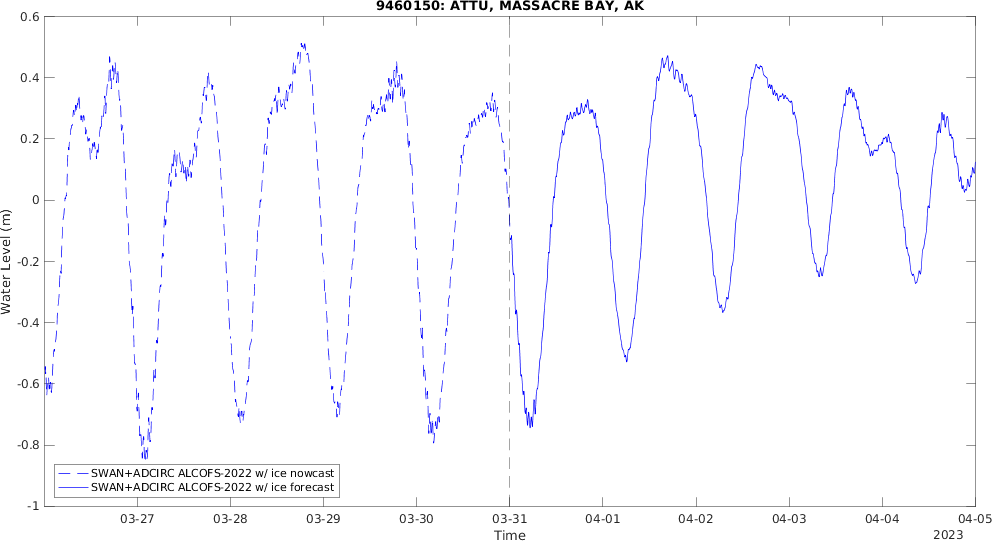 9460150: ATTU, MASSACRE BAY, AK
0.6
0.4
0.2
0
-0.2
-0.4
-0.6
-0.8
-1
Water Level (m)
SWAN+ADCIRC ALCOFS-2022 w/ ice nowcast
SWAN+ADCIRC ALCOFS-2022 w/ ice forecast
03-27 03-28 03-29 03-30 03-31 04-01 04-02 04-03 04-04 04-05
Time
2023